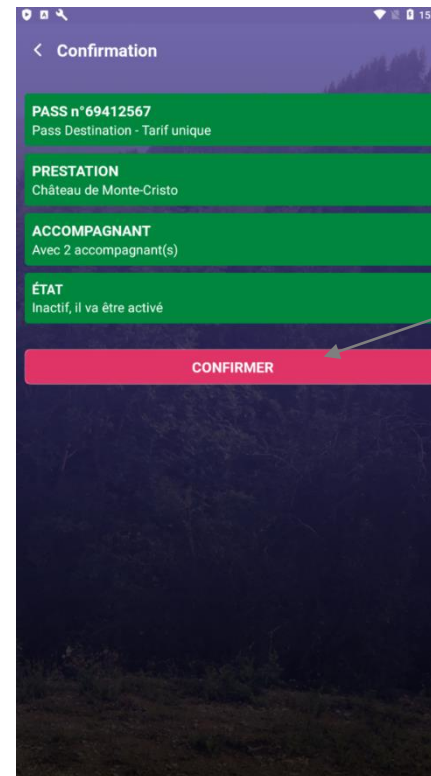 15
Confirmation
PASS n°69412567
Pass Destination - Tarif unique
PRESTATION
Château de Monte-Cristo
ACCOMPAGNANT
Avec 2 accompagnant(s)
ÉTAT
Inactif, il va être activé
CONFIRMER